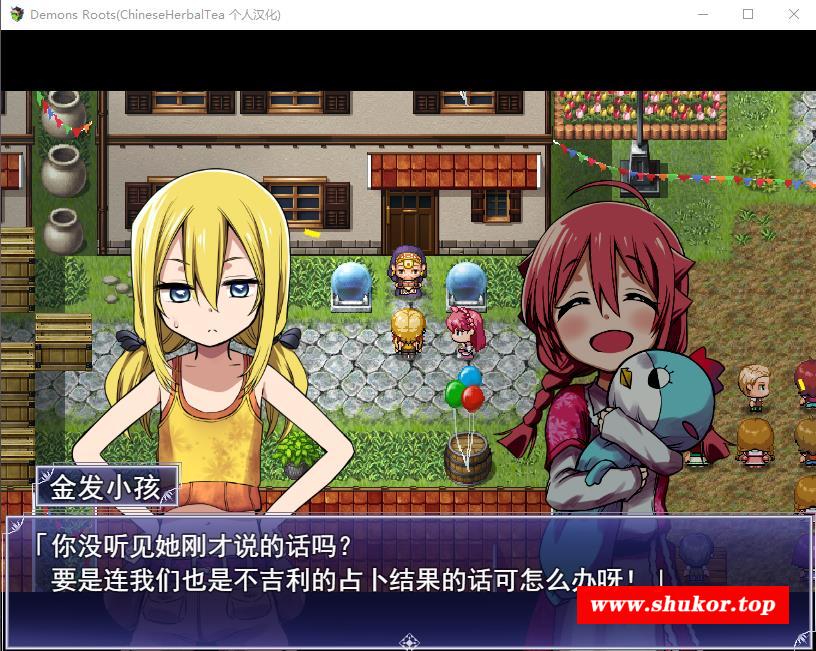 Demons Roots(ChineseHerbalTea 个人汉化)
金发小孩
「你没听见她刚才说的话吗？
要是连我们也是不吉利的占卜结果的话可怎么办呀！」
www.shukor.top